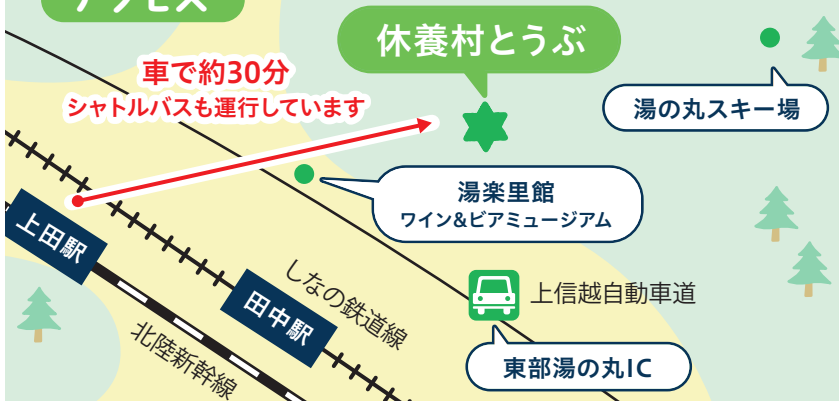 アクセス
休養村とうぶ
車で約30分
シャトルバスも運行しています
湯の丸スキー場
湯楽里館
ワイン&ビアミュージアム
上田駅
しなの鉄道線
上信越自動車道
田中駅
北陸新幹線
東部湯の丸IC